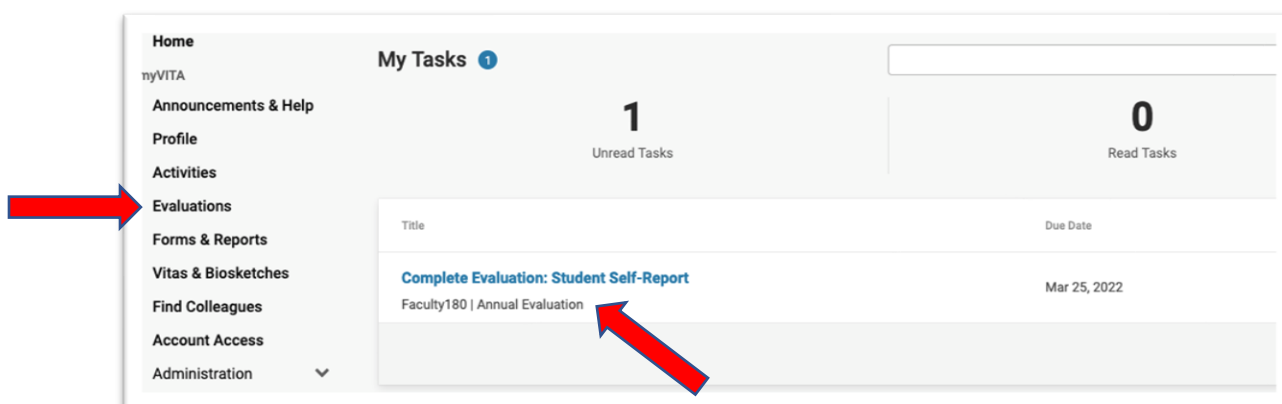 Home
myVITA
Announcements & Help
Profile
Activities
Evaluations
Forms & Reports
Vitas & Biosketches
Find Colleagues
Account Access
Administration
My Tasks 1
1
Unread Tasks
0
Read Tasks
Title
Due Date
Complete Evaluation: Student Self-Report
Faculty180 | Annual Evaluation
Mar 25, 2022